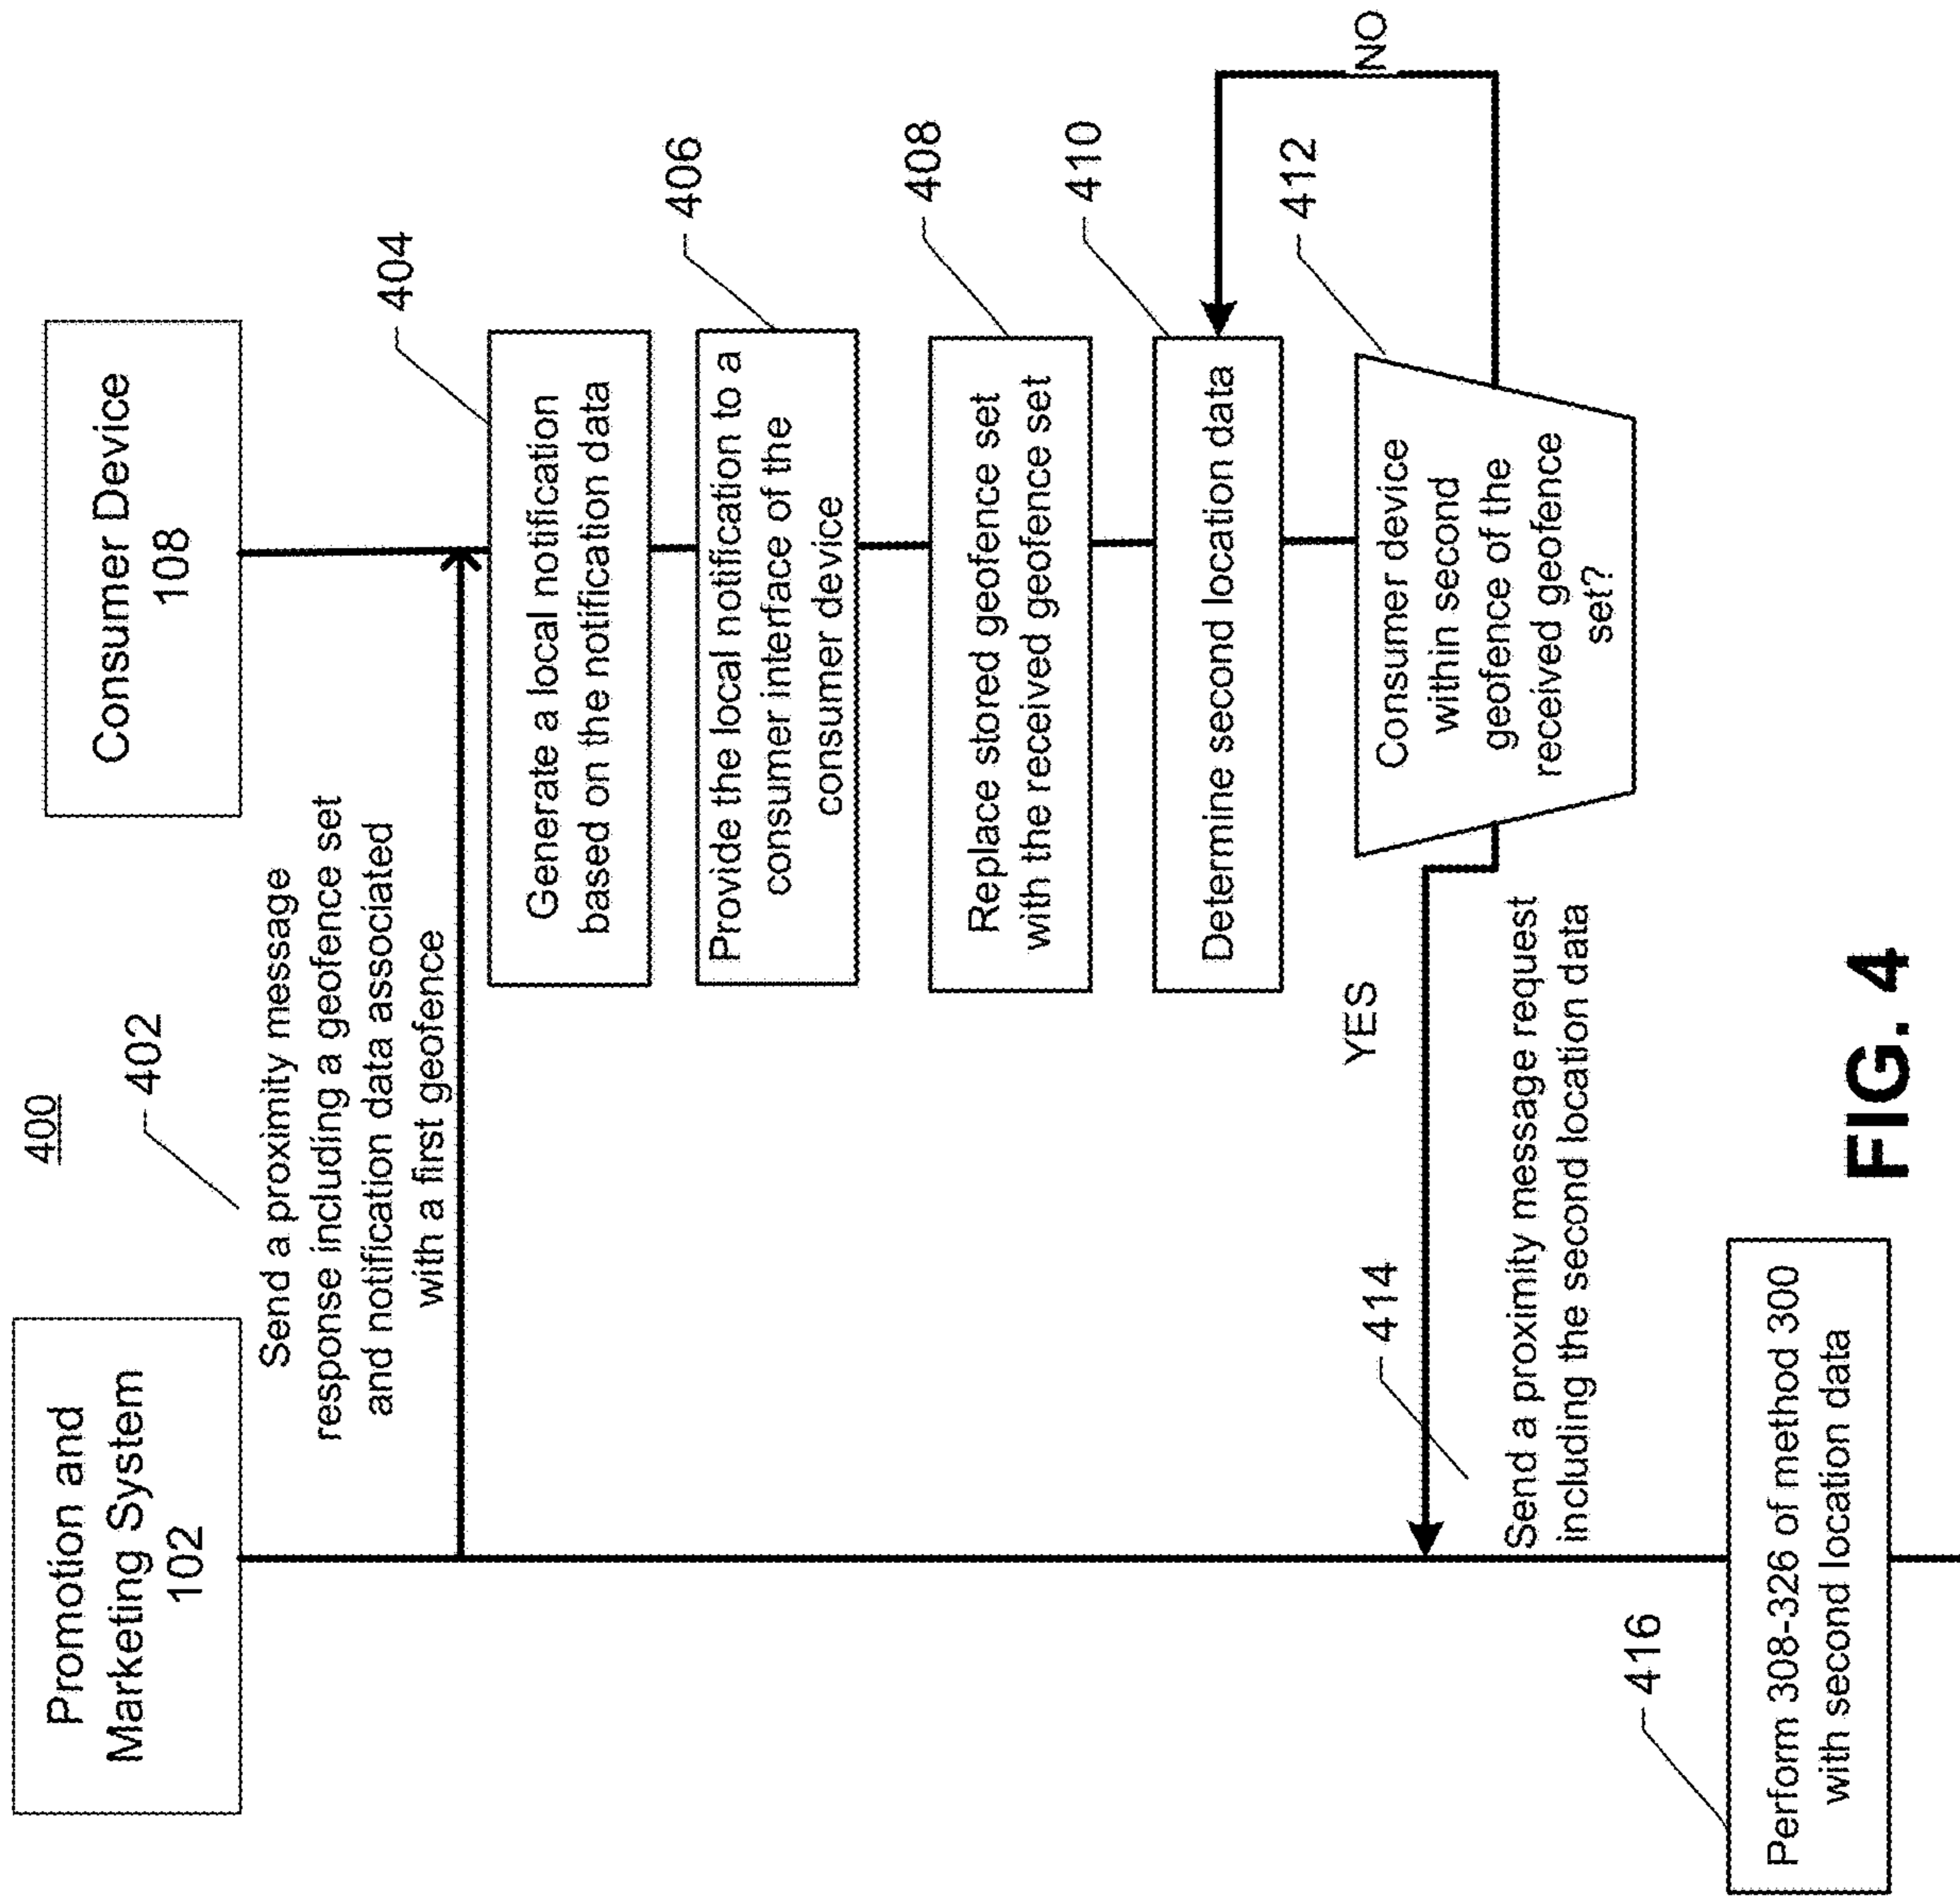 400
Promotion and
Marketing System
102
Consumer Device
108
402
Send a proximity message
response including a geofence set
and notification data associated
with a first geofence
404
Generate a local notification
based on the notification data
406
Provide the local notification to a
consumer interface of the
consumer device
408
Replace stored geofence set
with the received geofence set
410
Determine second location data
412
Consumer device
within second
geofence of the
received geofence
set?
NO
YES
414
Send a proximity message request
including the second location data
416
Perform 308-326 of method 300
with second location data
FIG. 4